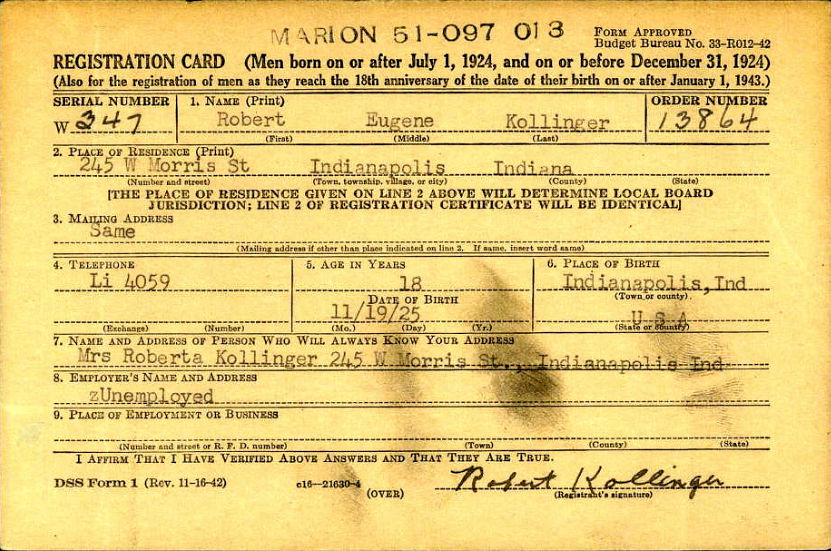 MARION 51-097 013
FORM APPROVED
Budget Bureau No. 33-R012-42
REGISTRATION CARD (Men born on or after July 1, 1924, and on or before December 31, 1924)
(Also for the registration of men as they reach the 18th anniversary of the date of their birth on or after January 1, 1943.)
SERIAL NUMBER 1. NAME (Print) ORDER NUMBER
W 347 Robert Eugene Kollinger 13864
(First) (Middle) (Last)
2. PLACE OF RESIDENCE (Print)
245 W Morris St Indianapolis Indiana
(Number and street) (Town, township, village, or city) (County) (State)
[THE PLACE OF RESIDENCE GIVEN ON LINE 2 ABOVE WILL DETERMINE LOCAL BOARD
JURISDICTION; LINE 2 OF REGISTRATION CERTIFICATE WILL BE IDENTICAL]
3. MAILING ADDRESS
Same
(Mailing address if other than place indicated on line 2. If same, insert word same)
4. TELEPHONE 5. AGE IN YEARS 6. PLACE OF BIRTH
Li 4059 18 Indianapolis, Ind
DATE OF BIRTH (Town or county)
11/19/25 U S A
(Exchange) (Number) (Mo.) (Day) (Yr.) (State or country)
7. NAME AND ADDRESS OF PERSON WHO WILL ALWAYS KNOW YOUR ADDRESS
Mrs Roberta Kollinger 245 W Morris St., Indianapolis Ind
8. EMPLOYER'S NAME AND ADDRESS
zUnemployed
9. PLACE OF EMPLOYMENT OR BUSINESS
(Number and street or R. F. D. number) (Town) (County) (State)
I AFFIRM THAT I HAVE VERIFIED ABOVE ANSWERS AND THAT THEY ARE TRUE.
DSS Form 1 (Rev. 11-16-42) c16—21630-4 (OVER) Robert Kollinger
(Registrant's signature)